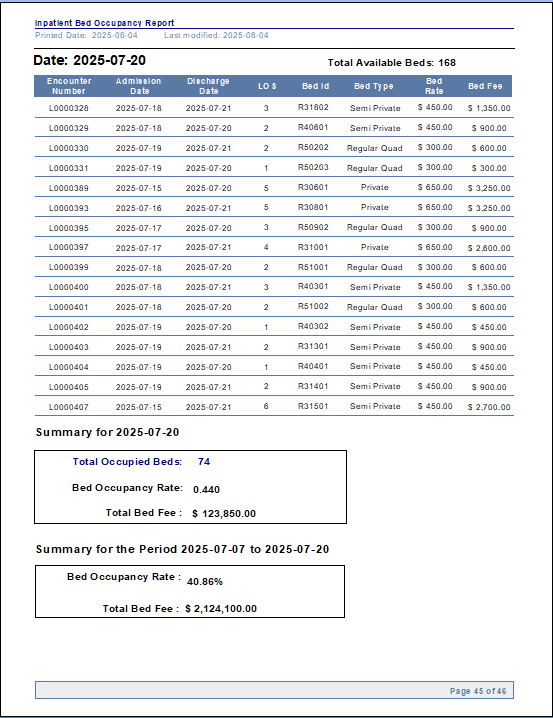 Inpatient Bed Occupancy Report
Printed Date: 2025-08-04 Last modified: 2025-08-04
Date: 2025-07-20 Total Available Beds: 168
Encounter Number Admission Date Discharge Date LO S Bed Id Bed Type Bed Rate Bed Fee
L0000328 2025-07-18 2025-07-21 3 R31802 Semi Private $ 450.00 $ 1,350.00
L0000329 2025-07-18 2025-07-20 2 R40601 Semi Private $ 450.00 $ 900.00
L0000330 2025-07-19 2025-07-21 2 R50202 Regular Quad $ 300.00 $ 600.00
L0000331 2025-07-19 2025-07-20 1 R50203 Regular Quad $ 300.00 $ 300.00
L0000389 2025-07-15 2025-07-20 5 R30601 Private $ 650.00 $ 3,250.00
L0000393 2025-07-16 2025-07-21 5 R30801 Private $ 650.00 $ 3,250.00
L0000395 2025-07-17 2025-07-20 3 R50902 Regular Quad $ 300.00 $ 900.00
L0000397 2025-07-17 2025-07-21 4 R31001 Private $ 650.00 $ 2,600.00
L0000399 2025-07-18 2025-07-20 2 R51001 Regular Quad $ 300.00 $ 600.00
L0000400 2025-07-18 2025-07-21 3 R40301 Semi Private $ 450.00 $ 1,350.00
L0000401 2025-07-18 2025-07-20 2 R51002 Regular Quad $ 300.00 $ 600.00
L0000402 2025-07-19 2025-07-20 1 R40302 Semi Private $ 450.00 $ 450.00
L0000403 2025-07-19 2025-07-21 2 R31301 Semi Private $ 450.00 $ 900.00
L0000404 2025-07-19 2025-07-20 1 R40401 Semi Private $ 450.00 $ 450.00
L0000405 2025-07-19 2025-07-21 2 R31401 Semi Private $ 450.00 $ 900.00
L0000407 2025-07-15 2025-07-21 6 R31501 Semi Private $ 450.00 $ 2,700.00
Summary for 2025-07-20
Total Occupied Beds: 74
Bed Occupancy Rate: 0.440
Total Bed Fee : $ 123,850.00
Summary for the Period 2025-07-07 to 2025-07-20
Bed Occupancy Rate : 40.86%
Total Bed Fee : $ 2,124,100.00
Page 45 of 46